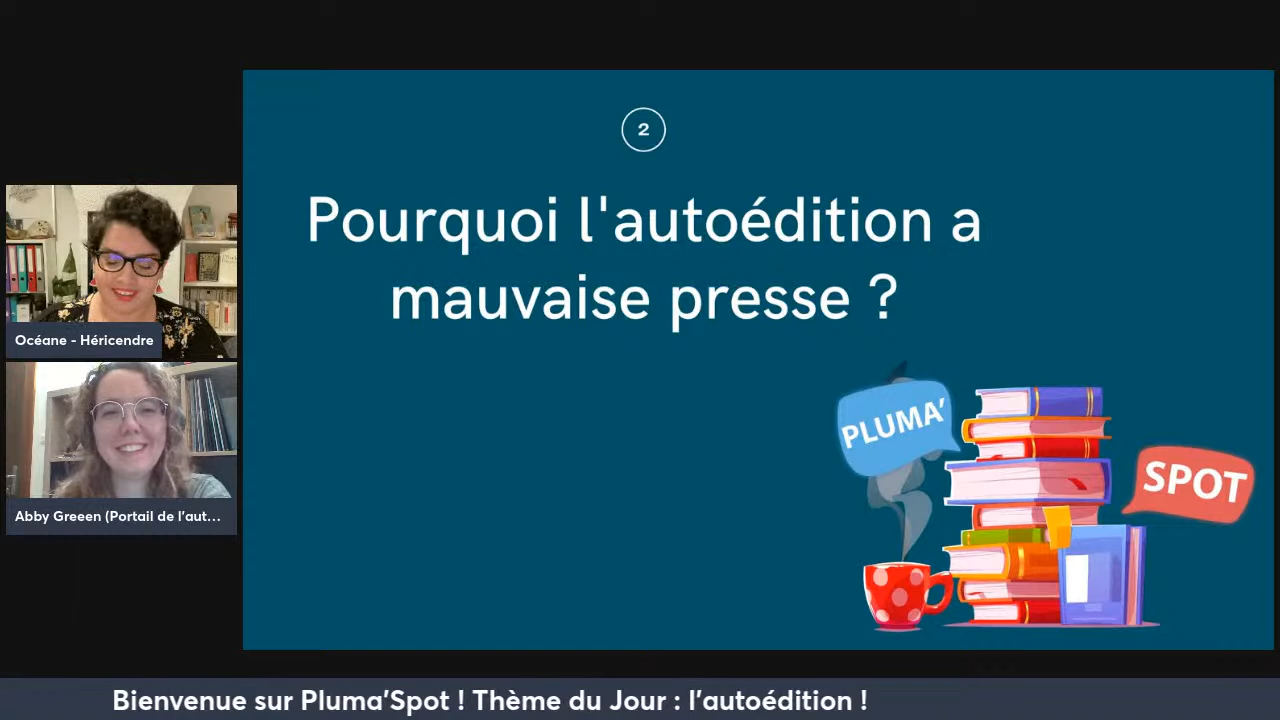 2
Pourquoi l'autoédition a
mauvaise presse ?
Océane - Héricendre
Abby Greeen (Portail de l'aut...
PLUMA'
SPOT
Bienvenue sur Pluma'Spot ! Thème du Jour : l'autoédition !